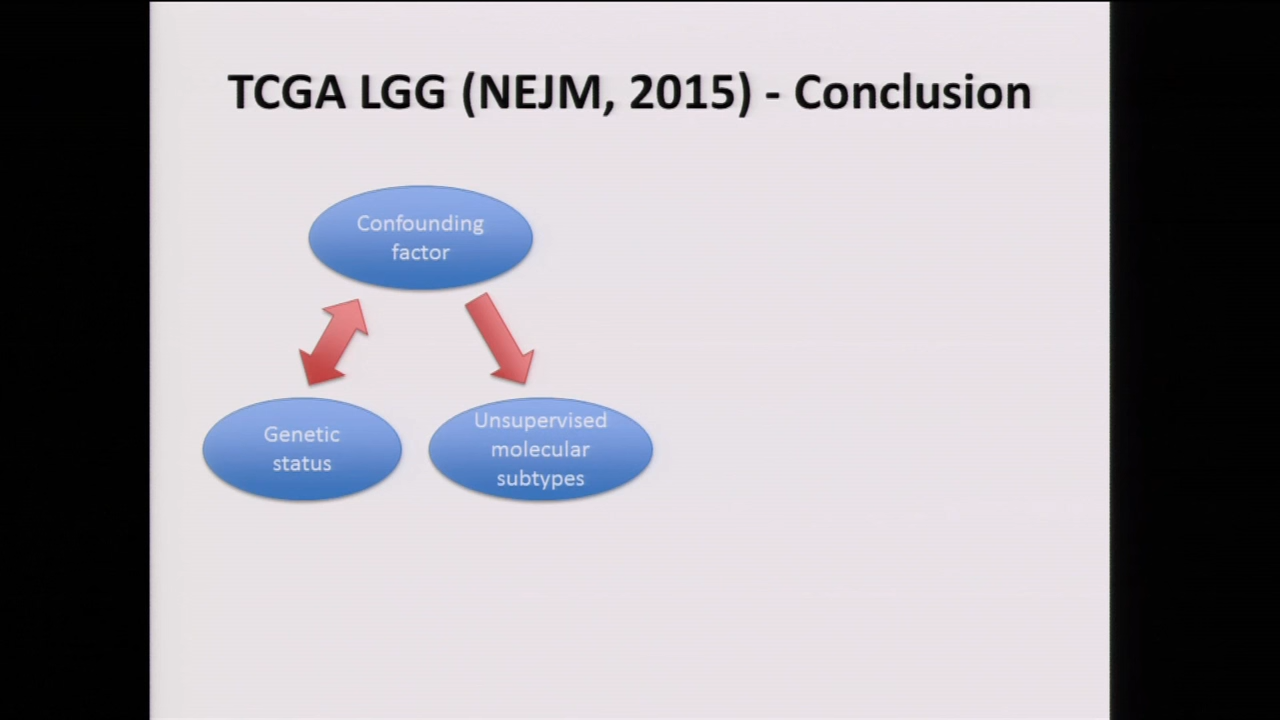 TCGA LGG (NEJM, 2015) - Conclusion
Confounding
factor
Genetic
status
Unsupervised
molecular
subtypes